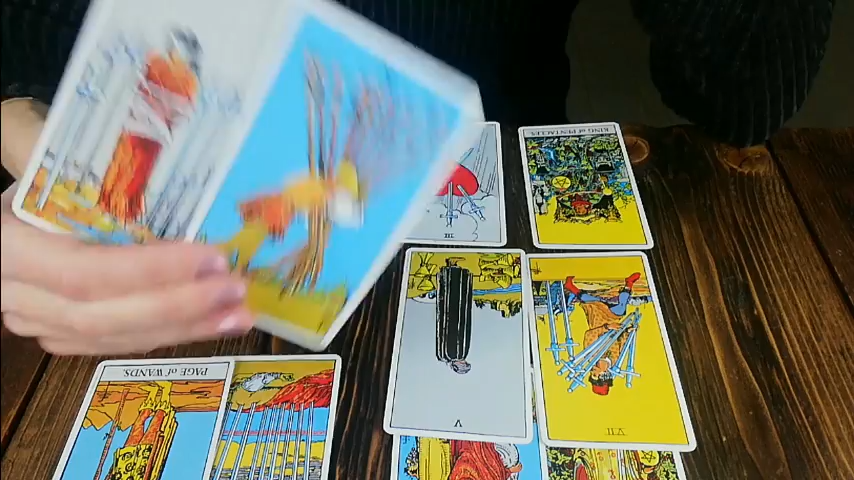 KING of PENTACLES
III
V
VII
PAGE of WANDS